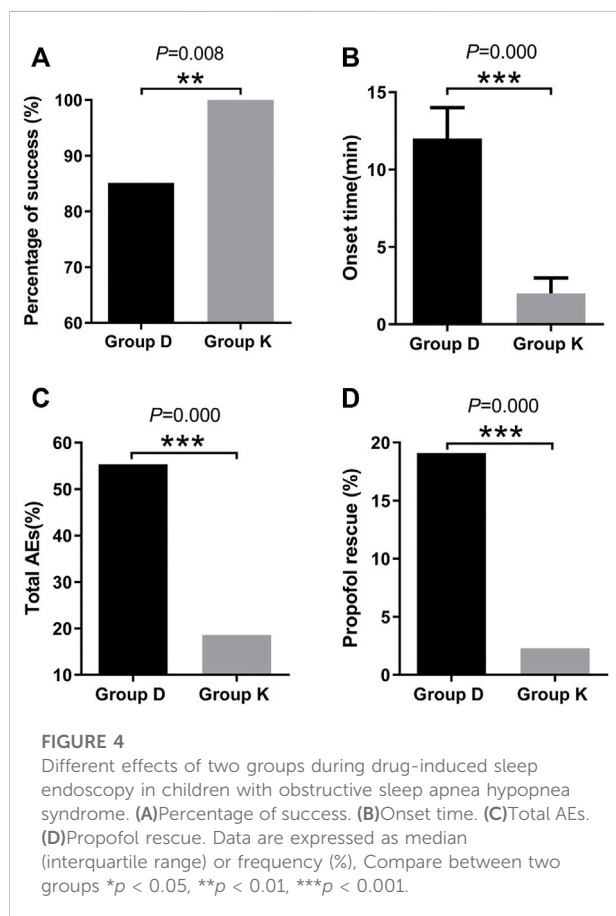 A
P=0.008
**
Percentage of success (%)
100
90
80
70
60
Group D Group K
B
P=0.000
***
Onset time(min)
15
10
5
0
Group D Group K
C
P=0.000
***
Total AEs(%)
60
50
40
30
20
10
Group D Group K
D
P=0.000
***
Propofol rescue (%)
20
15
10
5
0
Group D Group K
FIGURE 4
Different effects of two groups during drug-induced sleep
endoscopy in children with obstructive sleep apnea hypopnea
syndrome. (A)Percentage of success. (B)Onset time. (C)Total AEs.
(D)Propofol rescue. Data are expressed as median
(interquartile range) or frequency (%), Compare between two
groups *p < 0.05, **p < 0.01, ***p < 0.001.